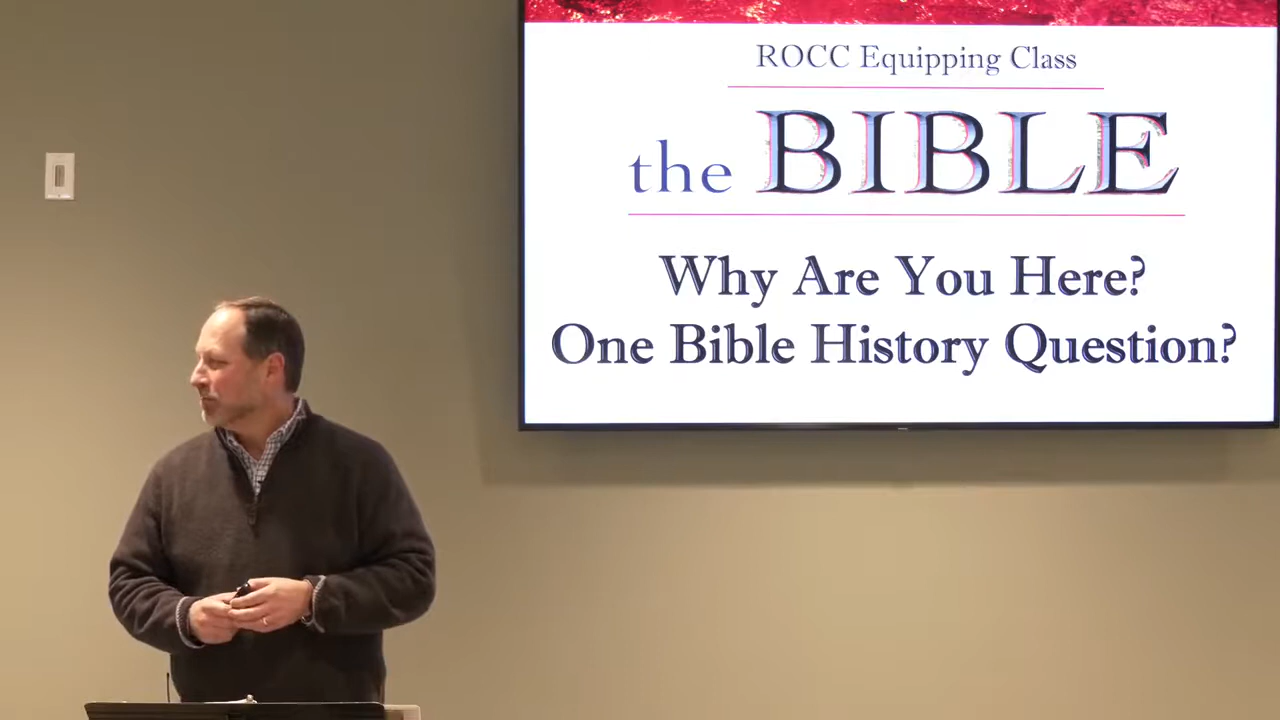 ROCC Equipping Class
the BIBLE
Why Are You Here?
One Bible History Question?